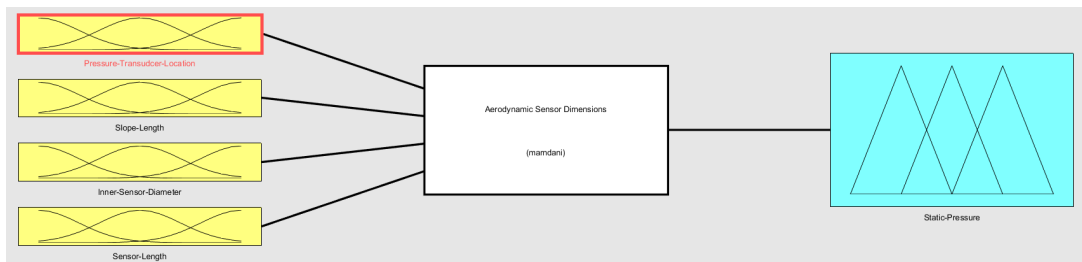 Pressure-Transudcer-Location
Slope-Length
Inner-Sensor-Diameter
Sensor-Length
Aerodynamic Sensor Dimensions
(mamdani)
Static-Pressure